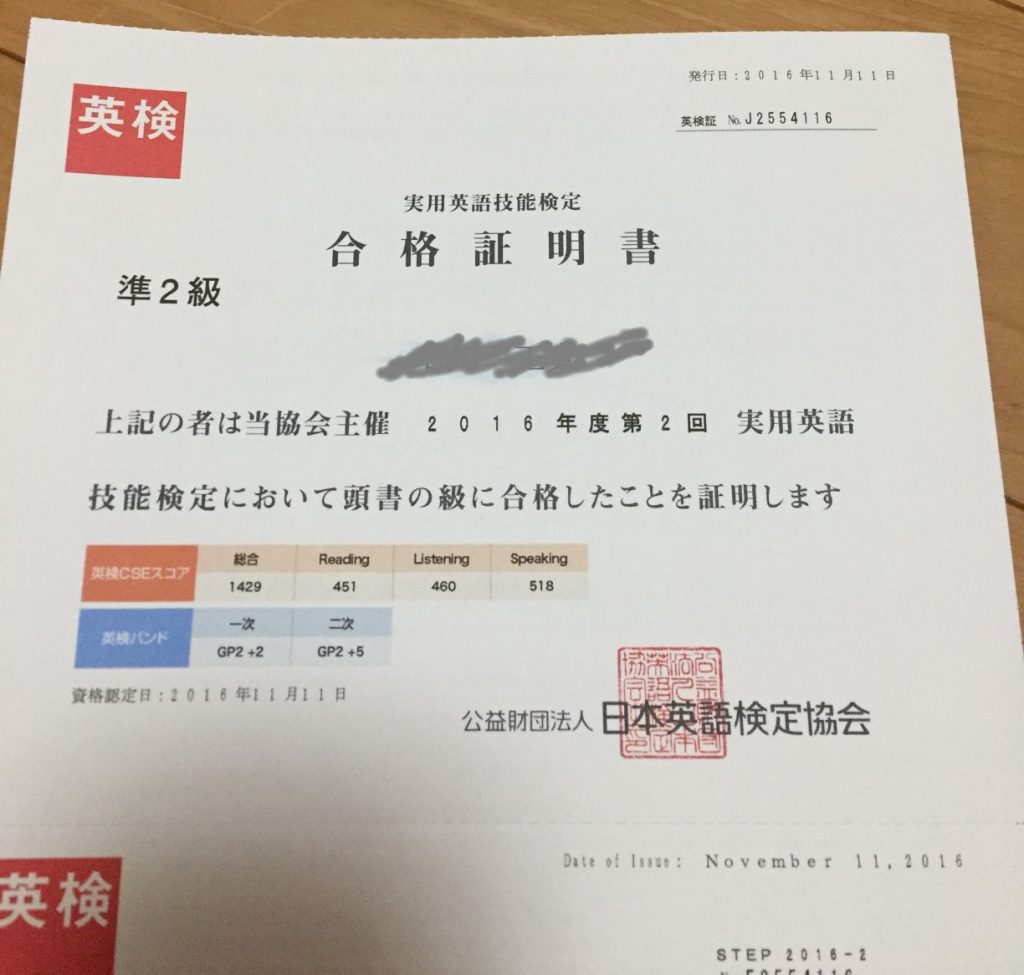 英検
発行日:2016年11月11日
英検証 No.J2554116
実用英語技能検定
合格証明書
準2級
上記の者は当協会主催 2016年度第2回 実用英語
技能検定において頭書の級に合格したことを証明します
英検CSEスコア 総合 Reading Listening Speaking
1429 451 460 518
英検バンド 一次 二次
GP2 +2 GP2 +5
資格認定日:2016年11月11日
公益財団法人 日本英語検定協会
Date of Issue: November 11,2016
英検
STEP 2016-2